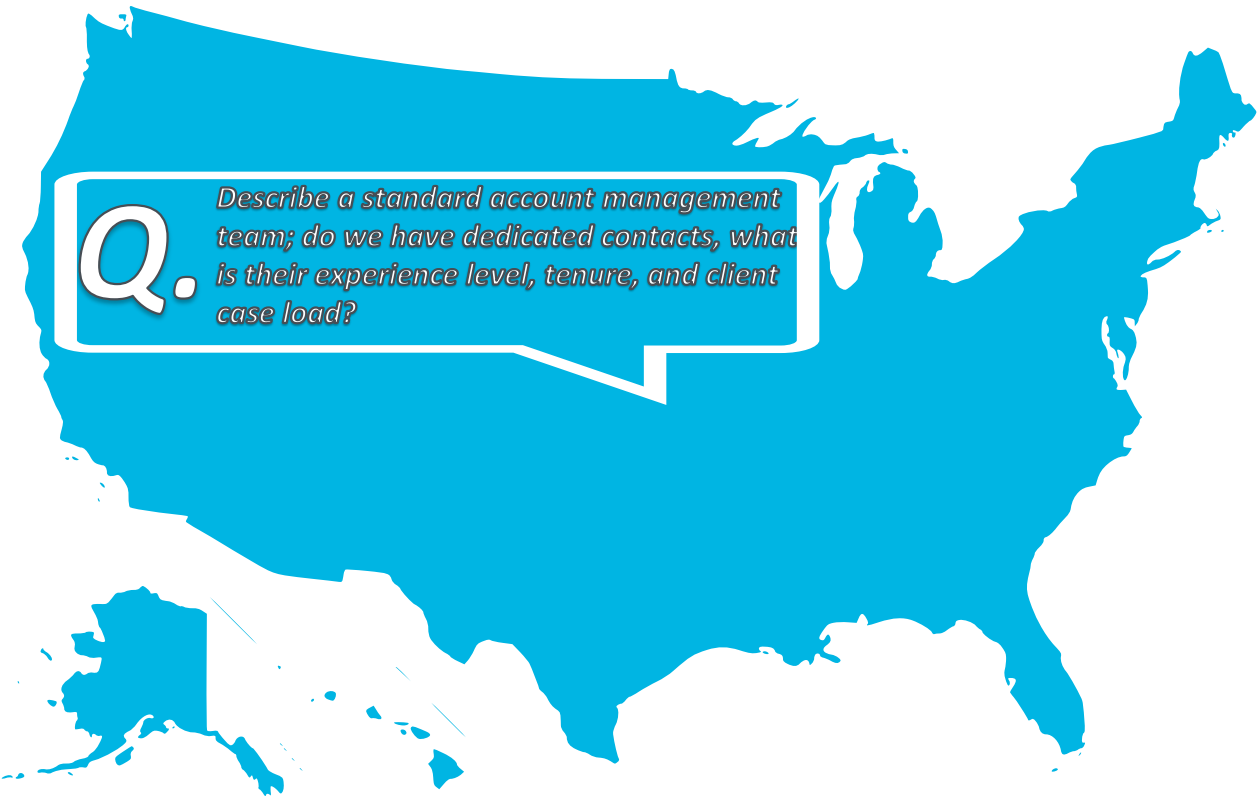 Q.
Describe a standard account management
team; do we have dedicated contacts, what
is their experience level, tenure, and client
case load?